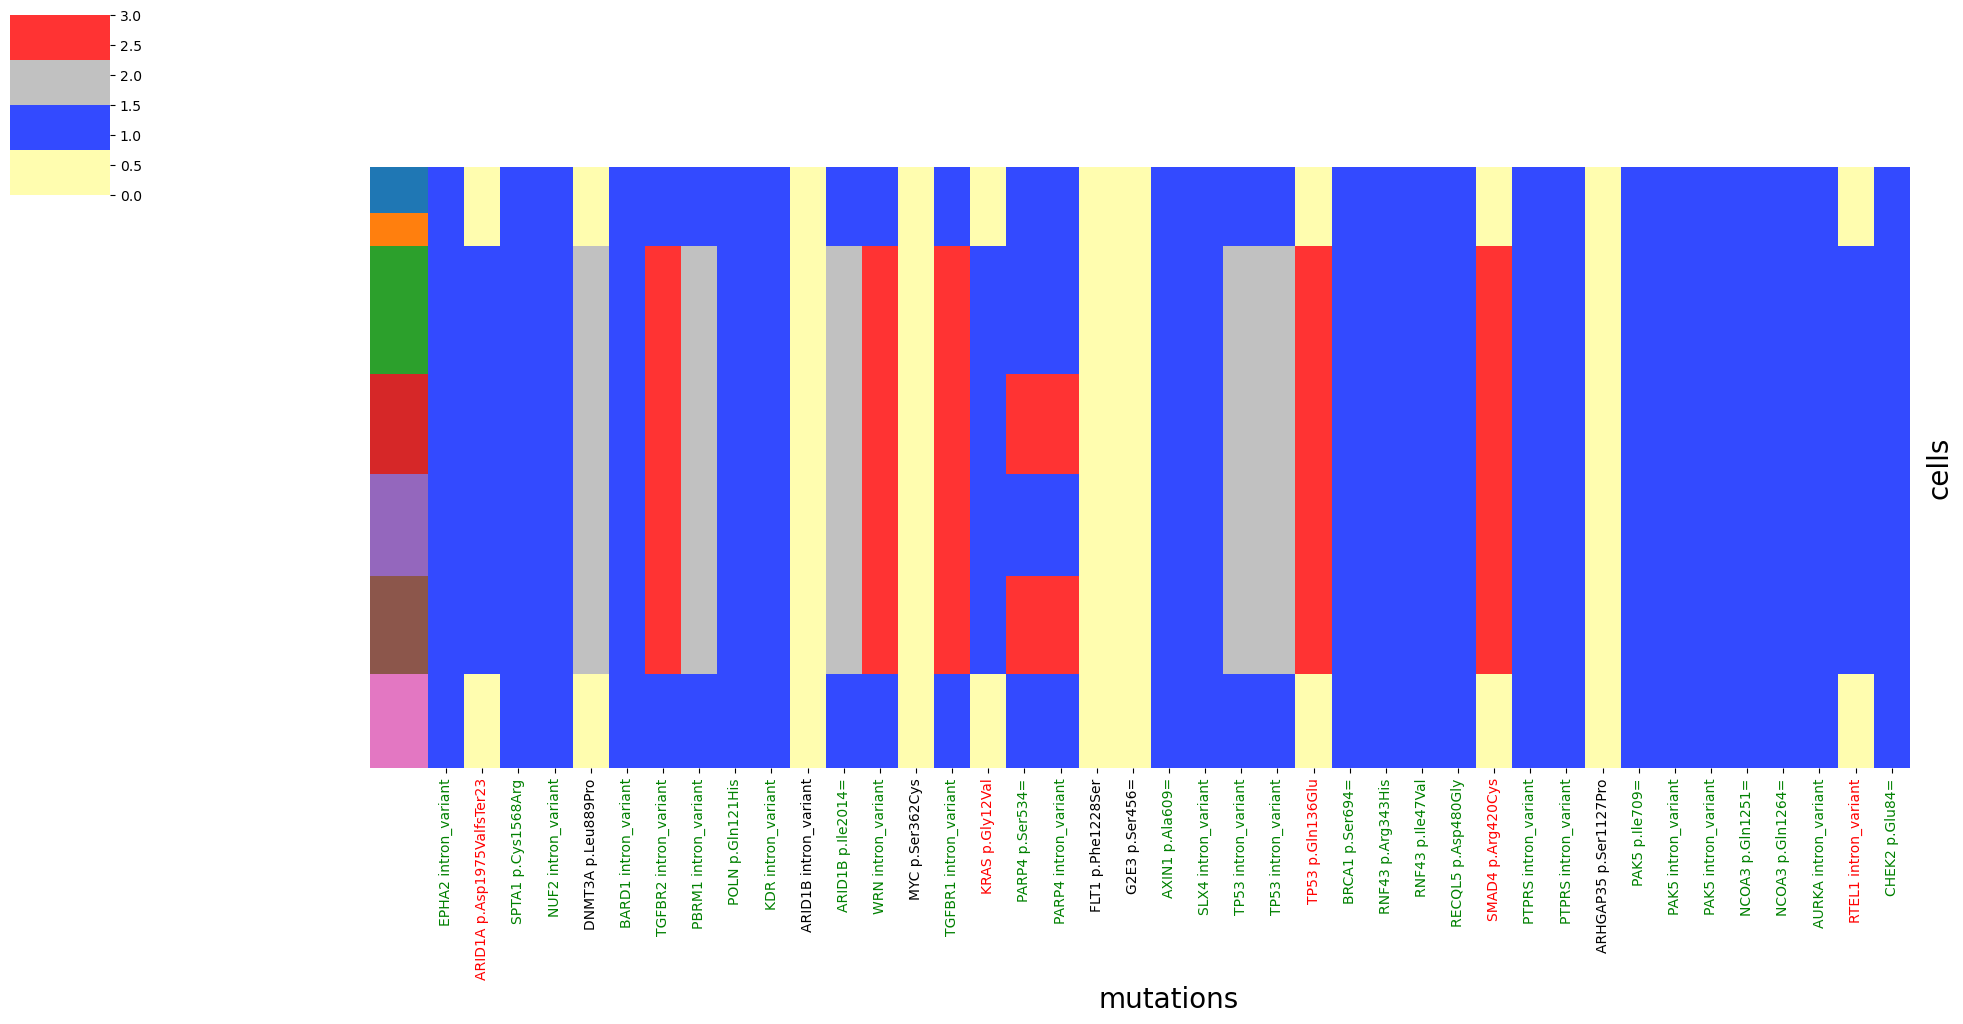 3.0
2.5
2.0
1.5
1.0
0.5
0.0
cells
EPHA2 intron_variant
ARID1A p.Asp1975ValfsTer23
SPTA1 p.Cys1568Arg
NUF2 intron_variant
DNMT3A p.Leu889Pro
BARD1 intron_variant
TGFBR2 intron_variant
PBRM1 intron_variant
POLN p.Gln121His
KDR intron_variant
ARID1B intron_variant
ARID1B p.Ile2014=
WRN intron_variant
MYC p.Ser362Cys
TGFBR1 intron_variant
KRAS p.Gly12Val
PARP4 p.Ser534=
PARP4 intron_variant
FLT1 p.Phe1228Ser
G2E3 p.Ser456=
AXIN1 p.Ala609=
SLX4 intron_variant
TP53 intron_variant
TP53 intron_variant
TP53 p.Gln136Glu
BRCA1 p.Ser694=
RNF43 p.Arg343His
RNF43 p.Ile47Val
RECQL5 p.Asp480Gly
SMAD4 p.Arg420Cys
PTPRS intron_variant
PTPRS intron_variant
ARHGAP35 p.Ser1127Pro
PAK5 p.Ile709=
PAK5 intron_variant
PAK5 intron_variant
NCOA3 p.Gln1251=
NCOA3 p.Gln1264=
AURKA intron_variant
RTEL1 intron_variant
CHEK2 p.Glu84=
mutations